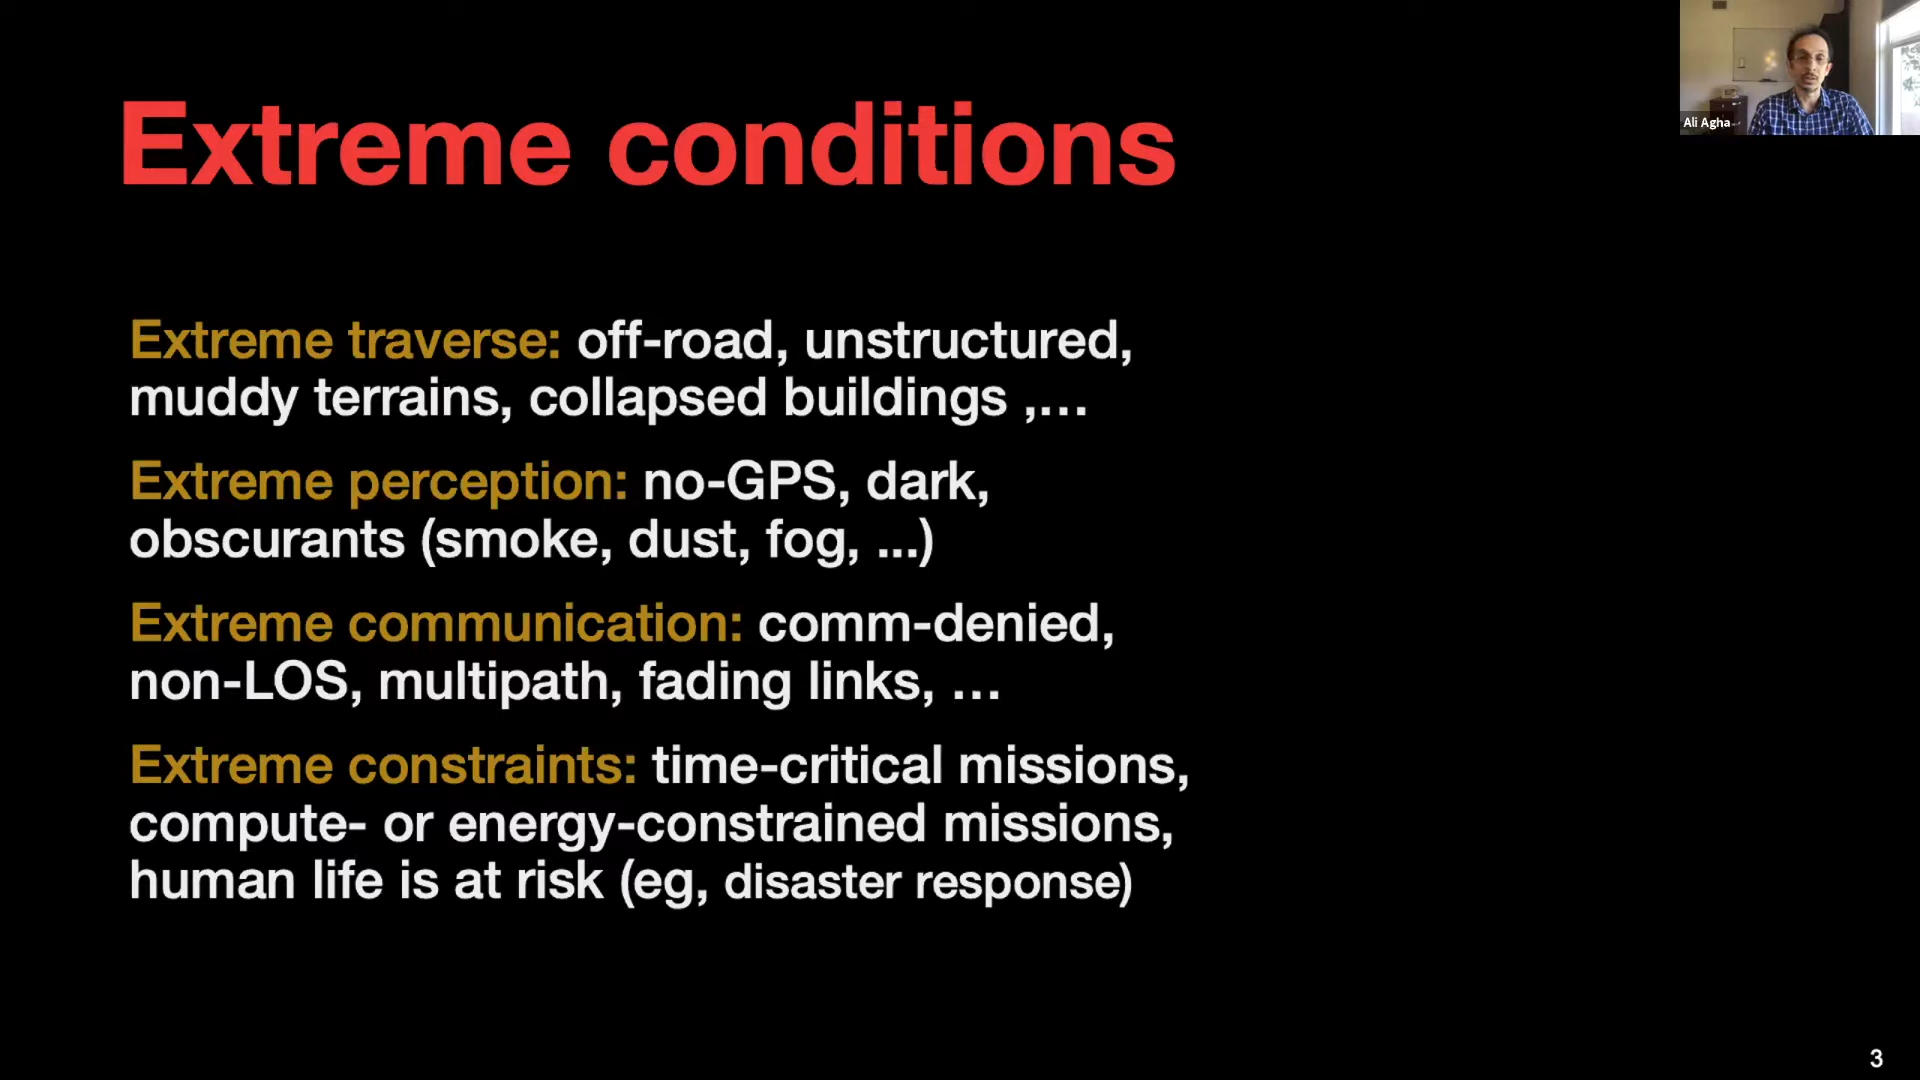 Extreme conditions
Ali Agha
Extreme traverse: off-road, unstructured,
muddy terrains, collapsed buildings ,...
Extreme perception: no-GPS, dark,
obscurants (smoke, dust, fog, ...)
Extreme communication: comm-denied,
non-LOS, multipath, fading links, ...
Extreme constraints: time-critical missions,
compute- or energy-constrained missions,
human life is at risk (eg, disaster response)
3